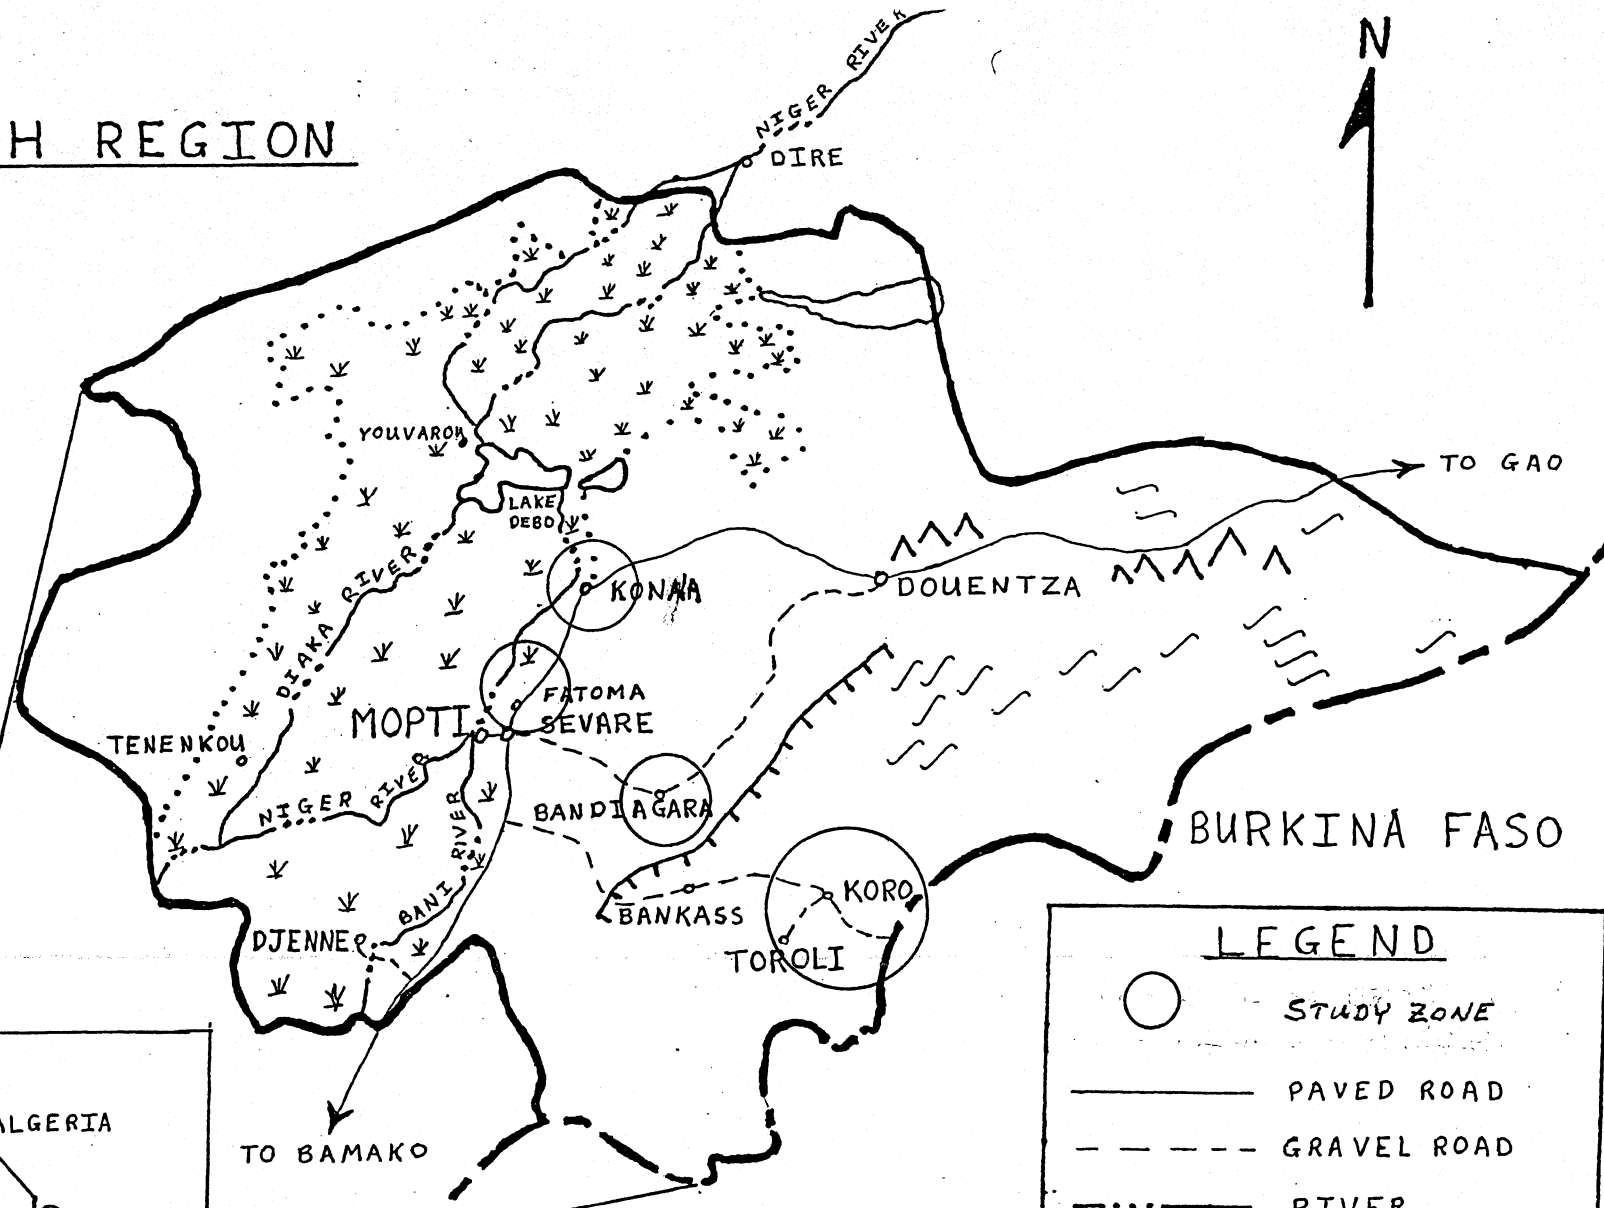 H REGION
N
NIGER RIVER
DIRE
YOUVAROU
TO GAO
LAKE
DEBO
DIAKA RIVER
KONNA
DOUENTZA
FATOMA
MOPTI
SEVARE
TENENKOU
NIGER RIVER
BANDIAGARA
BURKINA FASO
BANI RIVER
KORO
BANKASS
DJENNE
TOROLI
LEGEND
STUDY ZONE
PAVED ROAD
GRAVEL ROAD
RIVER
ALGERIA
TO BAMAKO